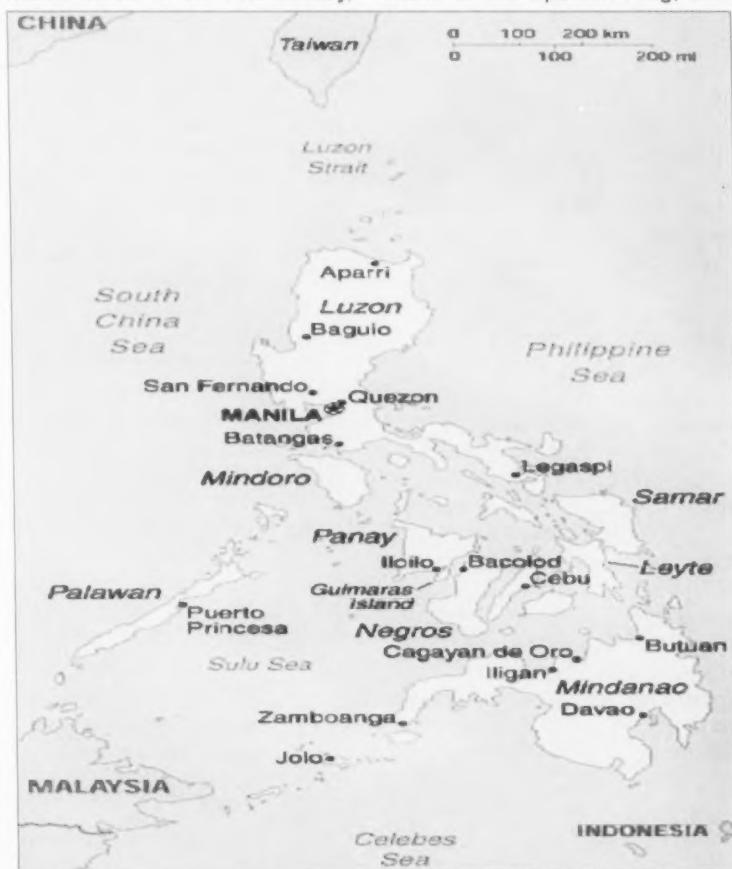 CHINA
Taiwan
0 100 200 km
0 100 200 mi
Luzon
Strait
Aparri
South
China
Sea
Luzon
Baguio
Philippine
Sea
San Fernando
Quezon
MANILA
Batangas
Legaspi
Mindoro
Samar
Panay
Ilcilo
Bacolod
Leyte
Cebu
Guimaras
Island
Palawan
Puerto
Princesa
Negros
Cagayan de Oro
Butuan
Sulu Sea
Iligan
Mindanao
Zamboanga
Davao
Jolo
MALAYSIA
Celebes
Sea
INDONESIA